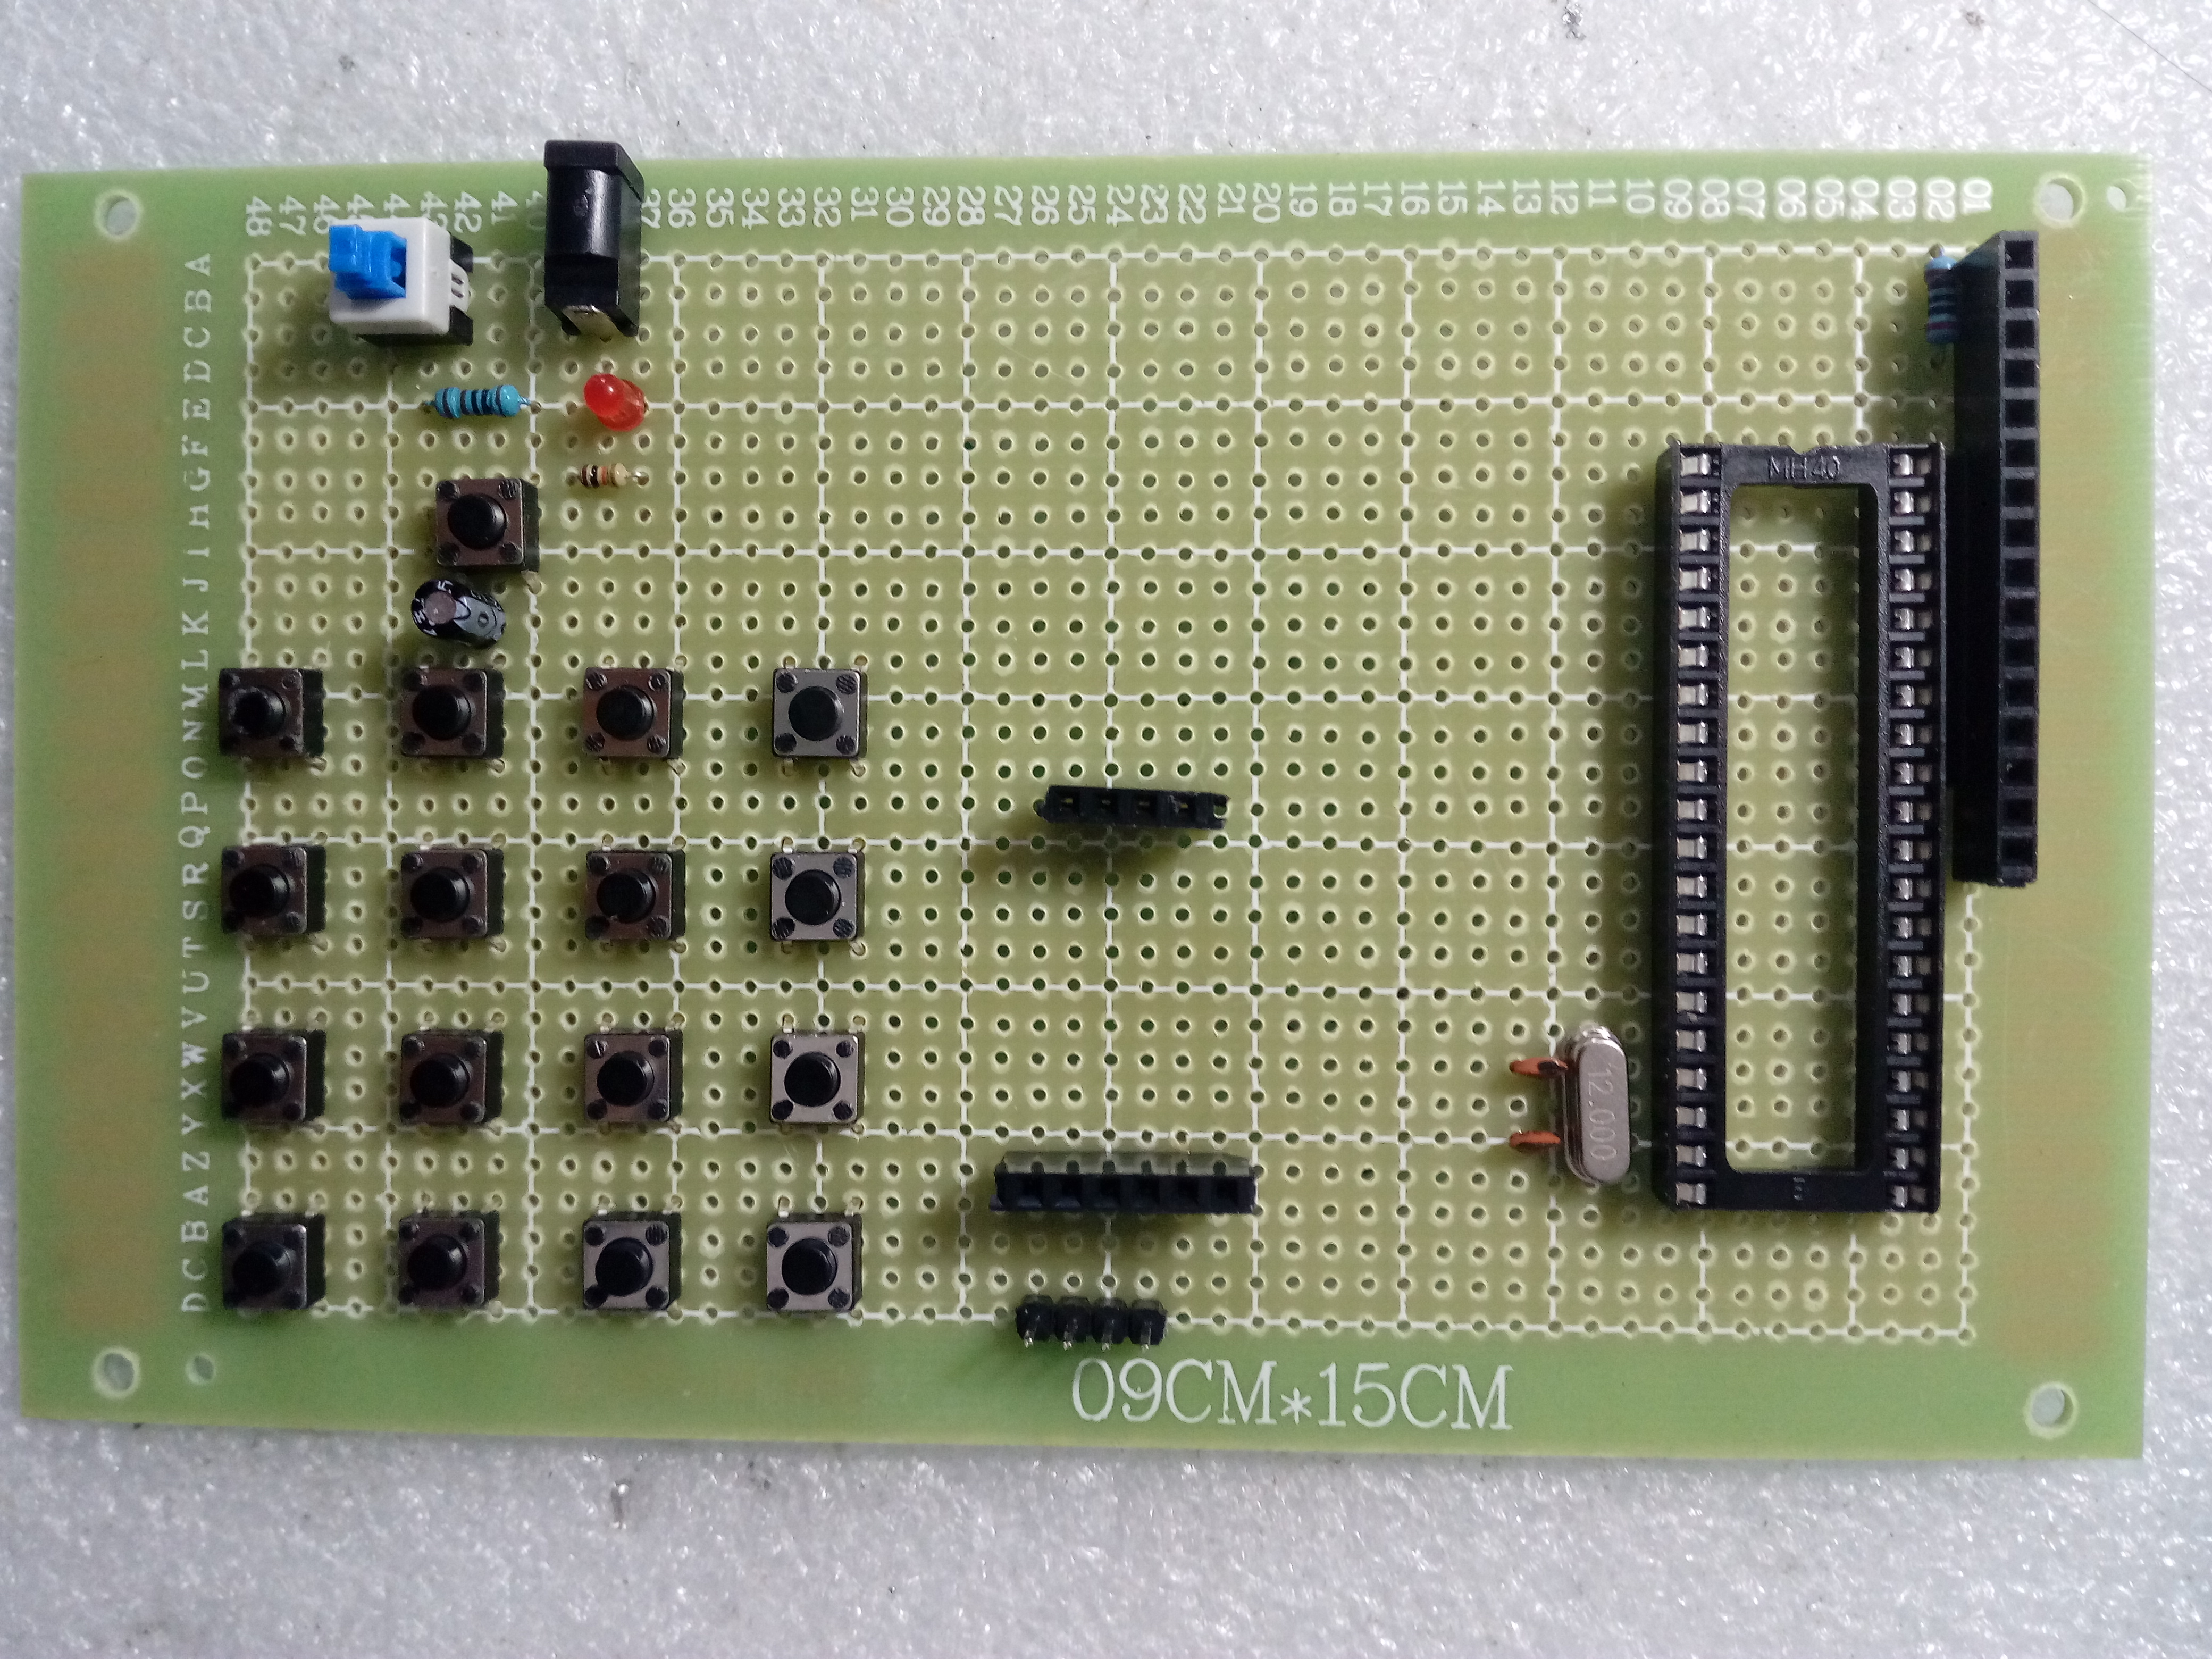 48 47 46 42 41 37 36 35 34 33 32 31 30 29 28 27 26 25 24 23 22 21 20 19 18 17 16 15 14 13 12 11 10 09 08 07 06 05 04 03 02 01
D C B A Z Y X W V U T S R Q P O N M L K J i H G F E D C B A
MH40
12.000
09CM*15CM